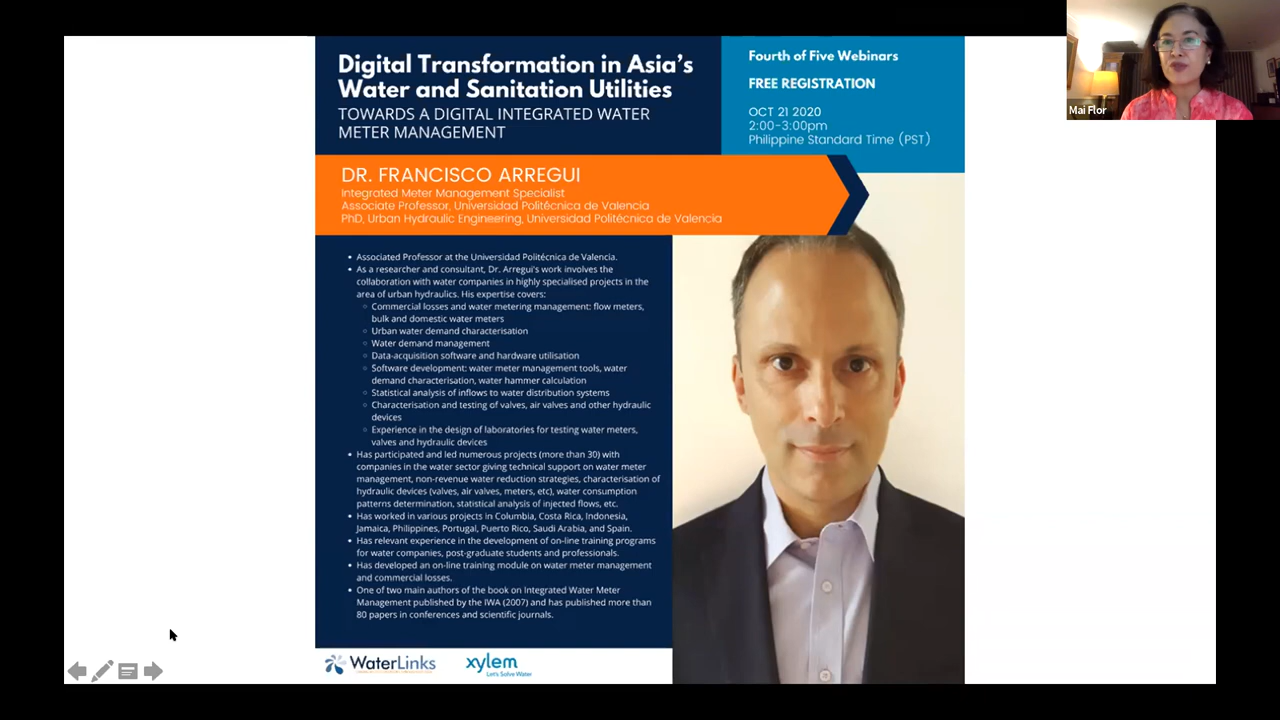 Digital Transformation in Asia's
Water and Sanitation Utilities
TOWARDS A DIGITAL INTEGRATED WATER
METER MANAGEMENT
Fourth of Five Webinars
FREE REGISTRATION
OCT 21 2020
2:00-3:00pm
Philippine Standard Time (PST)
Mai Flor
DR. FRANCISCO ARREGUI
Integrated Meter Management Specialist
Associate Professor, Universidad Politécnica de Valencia
PhD, Urban Hydraulic Engineering, Universidad Politécnica de Valencia
• Associated Professor at the Universidad Politécnica de Valencia.
• As a researcher and consultant, Dr. Arregui's work involves the
collaboration with water companies in highly specialised projects in the
area of urban hydraulics. His expertise covers:
◦ Commercial losses and water metering management: flow meters,
bulk and domestic water meters
◦ Urban water demand characterisation
◦ Water demand management
◦ Data-acquisition software and hardware utilisation
◦ Software development: water meter management tools, water
demand characterisation, water hammer calculation
◦ Statistical analysis of inflows to water distribution systems
◦ Characterisation and testing of valves, air valves and other hydraulic
devices
◦ Experience in the design of laboratories for testing water meters,
valves and hydraulic devices
• Has participated and led numerous projects (more than 30) with
companies in the water sector giving technical support on water meter
management, non-revenue water reduction strategies, characterisation of
hydraulic devices (valves, air valves, meters, etc), water consumption
patterns determination, statistical analysis of injected flows, etc.
• Has worked in various projects in Columbia, Costa Rica, Indonesia,
Jamaica, Philippines, Portugal, Puerto Rico, Saudi Arabia, and Spain.
• Has relevant experience in the development of on-line training programs
for water companies, post-graduate students and professionals.
• Has developed an on-line training module on water meter management
and commercial losses.
• One of two main authors of the book on Integrated Water Meter
Management published by the IWA (2007) and has published more than
80 papers in conferences and scientific journals.
WaterLinks
xylem
Let's Solve Water